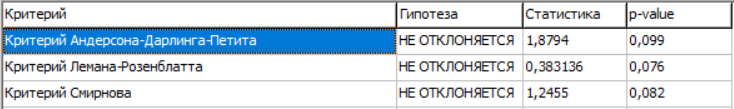 Критерий Гипотеза Статистика p-value
Критерий Андерсона-Дарлинга-Петита НЕ ОТКЛОНЯЕТСЯ 1,8794 0,099
Критерий Лемана-Розенблатта НЕ ОТКЛОНЯЕТСЯ 0,383136 0,076
Критерий Смирнова НЕ ОТКЛОНЯЕТСЯ 1,2455 0,082